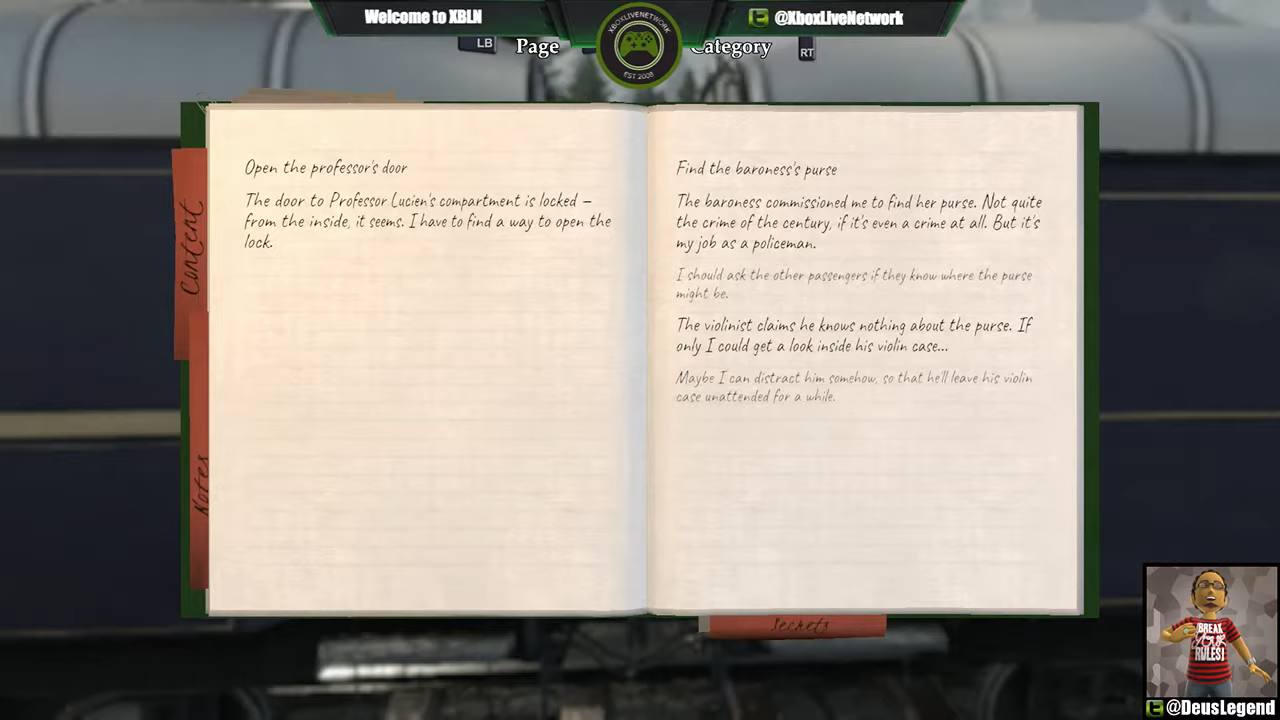 Welcome to XBLN
XBOXLIVENETWORK
EST 2008
@XboxLiveNetwork
LB
Page
Category
RT
Content
Notes
Open the professor's door
The door to Professor Lucien's compartment is locked –
from the inside, it seems. I have to find a way to open the
lock.
Find the baroness's purse
The baroness commissioned me to find her purse. Not quite
the crime of the century, if it's even a crime at all. But it's
my job as a policeman.
I should ask the other passengers if they know where the purse
might be.
The violinist claims he knows nothing about the purse. If
only I could get a look inside his violin case...
Maybe I can distract him somehow, so that he'll leave his violin
case unattended for a while.
Secrets
BREAK
RULES!
@DeusLegend